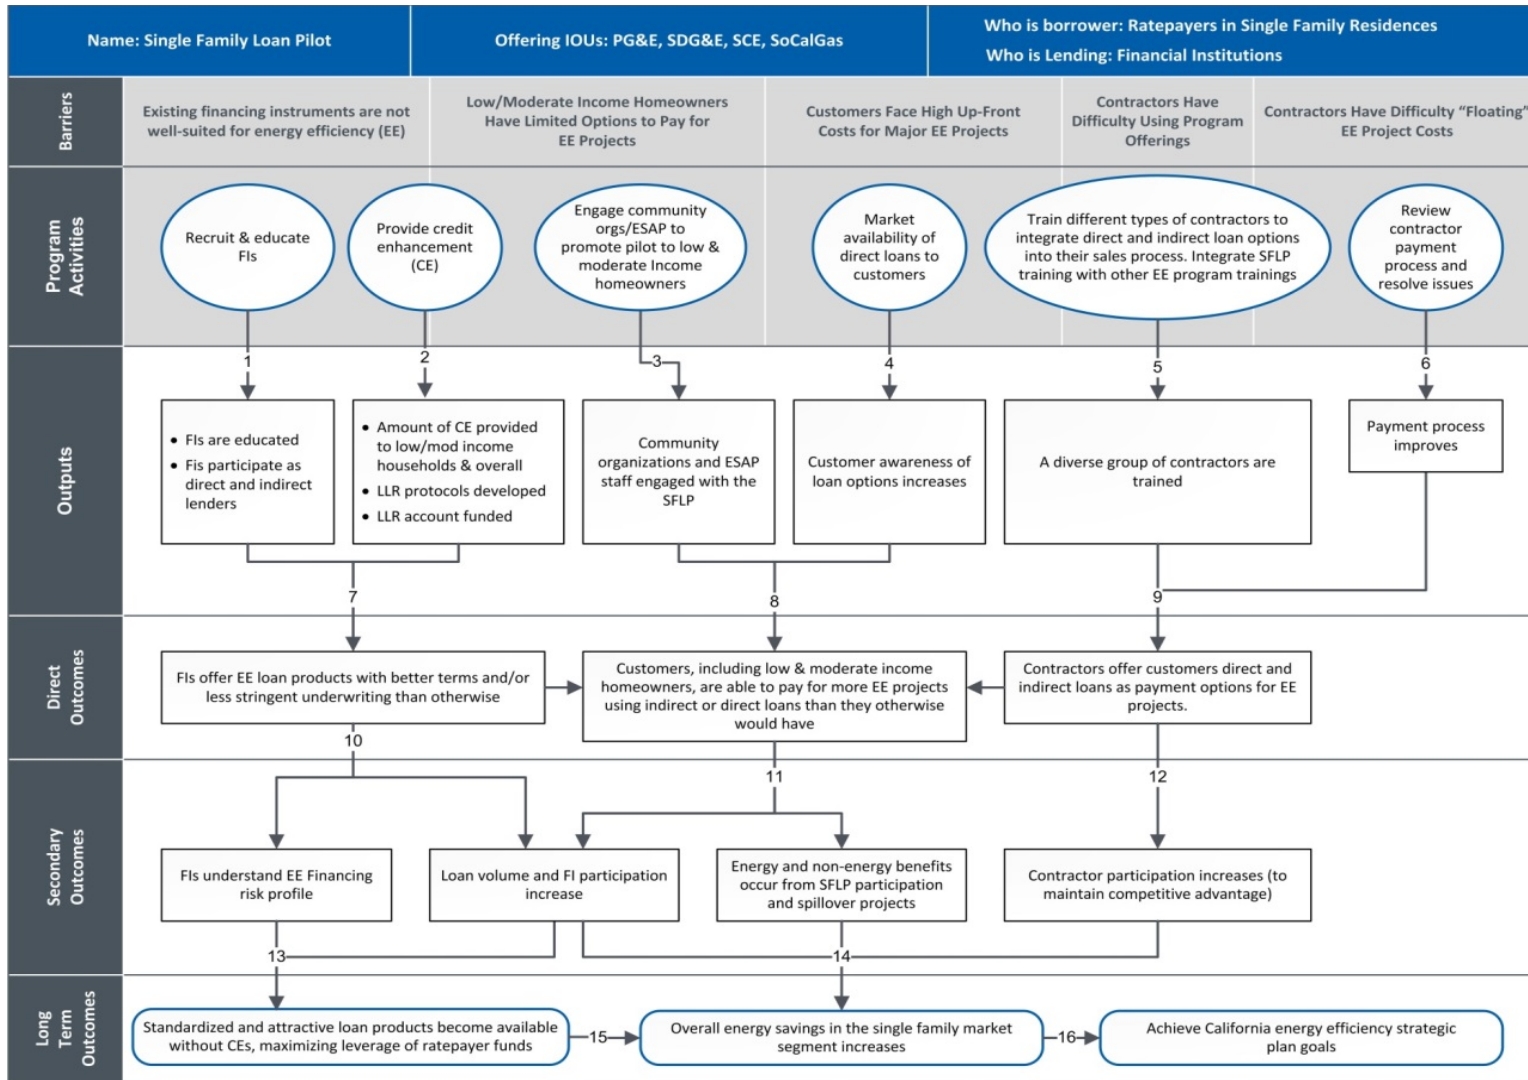 Name: Single Family Loan Pilot
Offering IOUs: PG&E, SDG&E, SCE, SoCalGas
Who is borrower: Ratepayers in Single Family Residences
Who is Lending: Financial Institutions
Barriers
Existing financing instruments are not
well-suited for energy efficiency (EE)
Low/Moderate Income Homeowners
Have Limited Options to Pay for
EE Projects
Customers Face High Up-Front
Costs for Major EE Projects
Contractors Have
Difficulty Using Program
Offerings
Contractors Have Difficulty “Floating”
EE Project Costs
Program
Activities
Recruit & educate
FIs
Provide credit
enhancement
(CE)
Engage community
orgs/ESAP to
promote pilot to low &
moderate Income
homeowners
Market
availability of
direct loans to
customers
Train different types of contractors to
integrate direct and indirect loan options
into their sales process. Integrate SFLP
training with other EE program trainings
Review
contractor
payment
process and
resolve issues
1
2
3
4
5
6
Outputs
• FIs are educated
• Fis participate as
direct and indirect
lenders
• Amount of CE provided
to low/mod income
households & overall
• LLR protocols developed
• LLR account funded
Community
organizations and ESAP
staff engaged with the
SFLP
Customer awareness of
loan options increases
A diverse group of contractors are
trained
Payment process
improves
7
8
9
Direct
Outcomes
FIs offer EE loan products with better terms and/or
less stringent underwriting than otherwise
Customers, including low & moderate income
homeowners, are able to pay for more EE projects
using indirect or direct loans than they otherwise
would have
Contractors offer customers direct and
indirect loans as payment options for EE
projects.
10
11
12
Secondary
Outcomes
FIs understand EE Financing
risk profile
Loan volume and FI participation
increase
Energy and non-energy benefits
occur from SFLP participation
and spillover projects
Contractor participation increases (to
maintain competitive advantage)
13
14
Long
Term
Outcomes
Standardized and attractive loan products become available
without CEs, maximizing leverage of ratepayer funds
15
Overall energy savings in the single family market
segment increases
16
Achieve California energy efficiency strategic
plan goals